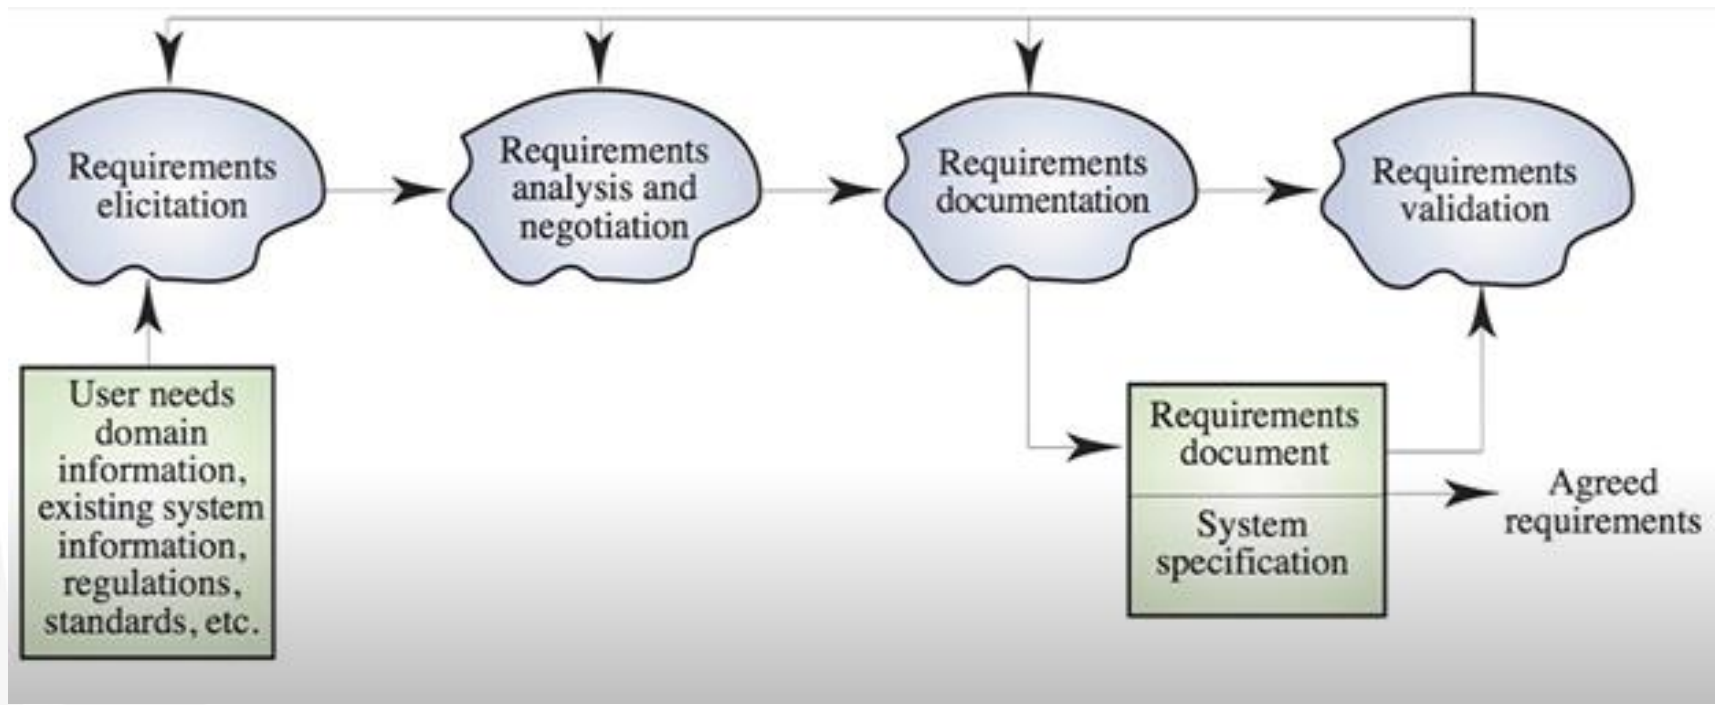 Requirements
elicitation
Requirements
analysis and
negotiation
Requirements
documentation
Requirements
validation
User needs
domain
information,
existing system
information,
regulations,
standards, etc.
Requirements
document
System
specification
Agreed
requirements